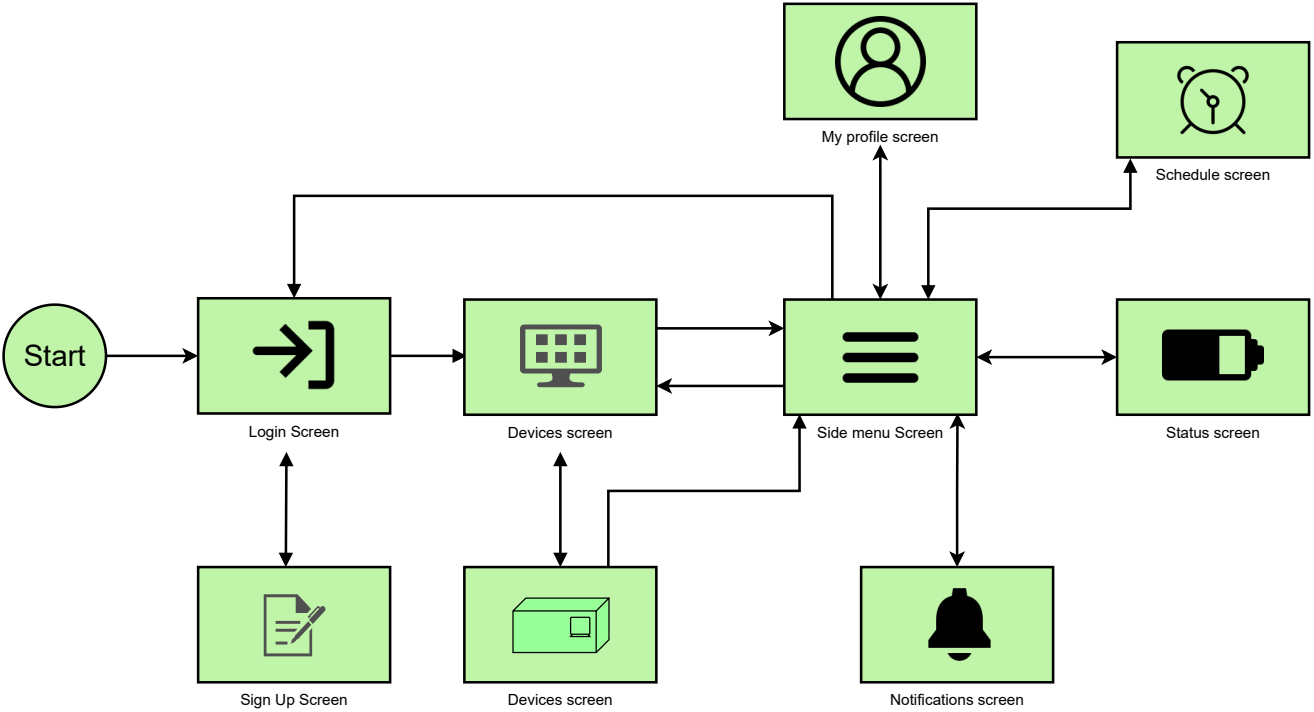 My profile screen
Schedule screen
Start
Login Screen
Devices screen
Side menu Screen
Status screen
Sign Up Screen
Devices screen
Notifications screen